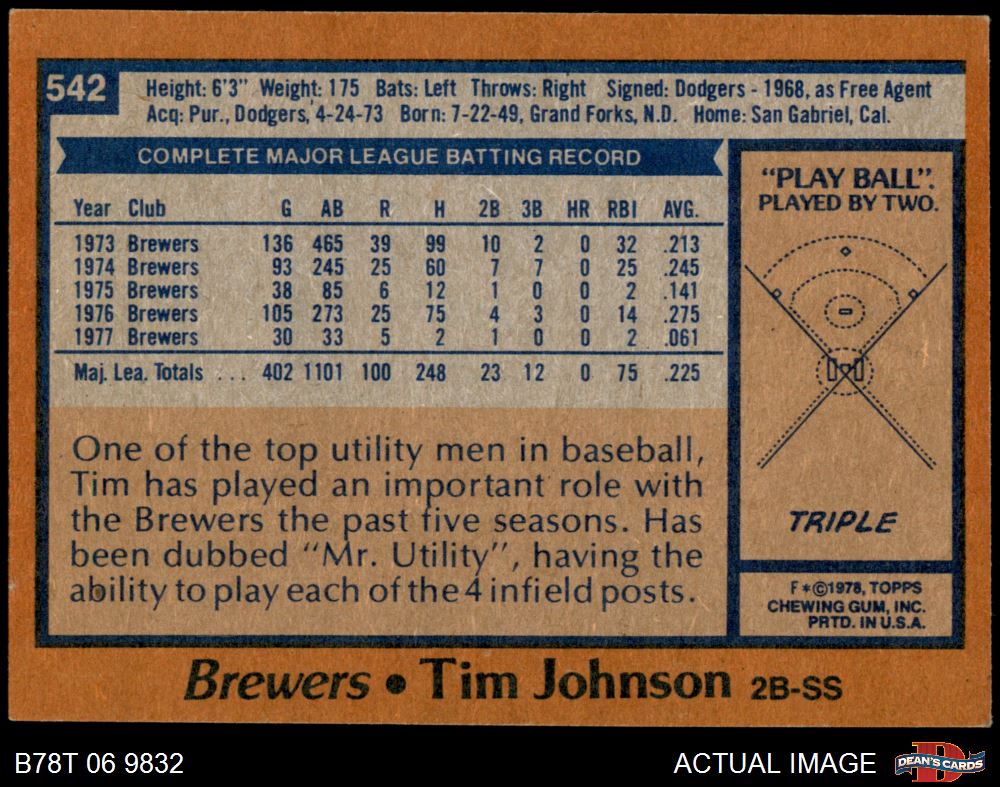 542
Height: 6'3" Weight: 175 Bats: Left Throws: Right Signed: Dodgers - 1968, as Free Agent
Acq: Pur., Dodgers, 4-24-73 Born: 7-22-49, Grand Forks, N.D. Home: San Gabriel, Cal.
COMPLETE MAJOR LEAGUE BATTING RECORD
Year Club G AB R H 2B 3B HR RBI AVG.
1973 Brewers 136 465 39 99 10 2 0 32 .213
1974 Brewers 93 245 25 60 7 7 0 25 .245
1975 Brewers 38 85 6 12 1 0 0 2 .141
1976 Brewers 105 273 25 75 4 3 0 14 .275
1977 Brewers 30 33 5 2 1 0 0 2 .061
Maj. Lea. Totals ... 402 1101 100 248 23 12 0 75 .225
One of the top utility men in baseball,
Tim has played an important role with
the Brewers the past five seasons. Has
been dubbed "Mr. Utility", having the
ability to play each of the 4 infield posts.
"PLAY BALL".
PLAYED BY TWO.
TRIPLE
F*©1978, TOPPS
CHEWING GUM, INC.
PRTD. IN U.S.A.
Brewers • Tim Johnson 2B-SS
B78T 06 9832
ACTUAL IMAGE
D
DEAN'S CARDS